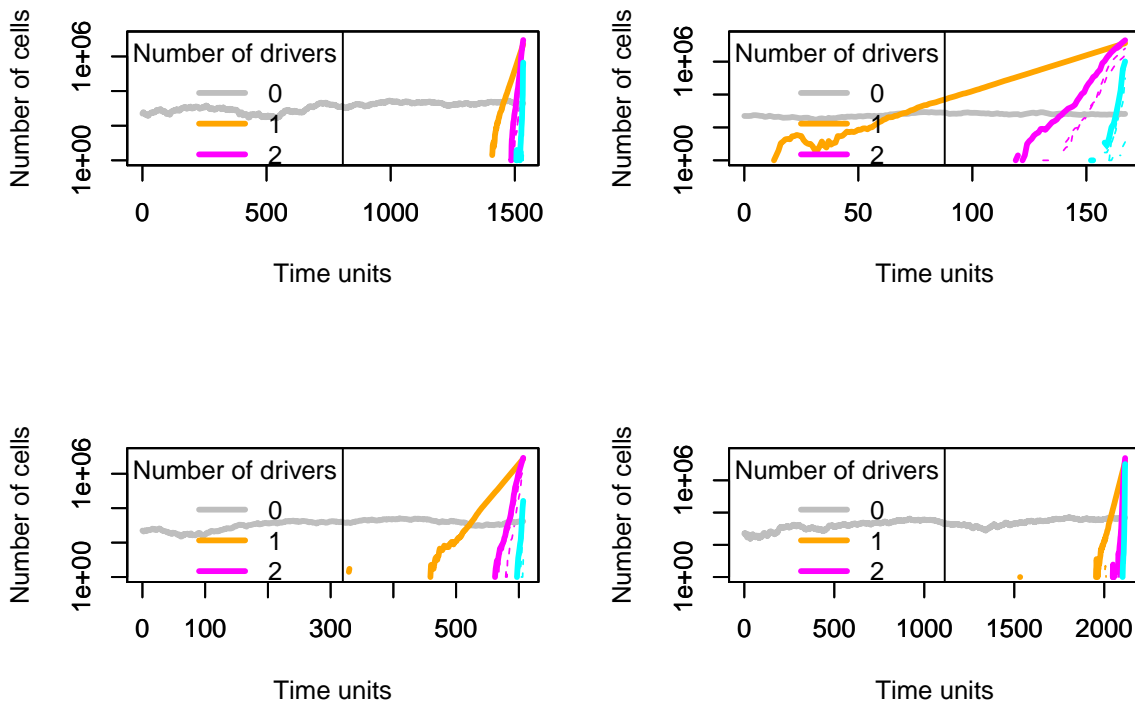 Number of cells
1e+00 1e+06
Number of drivers
0
1
2
0 500 1000 1500
Time units
Number of cells
1e+00 1e+06
Number of drivers
0
1
2
0 50 100 150
Time units
Number of cells
1e+00 1e+06
Number of drivers
0
1
2
0 100 300 500
Time units
Number of cells
1e+00 1e+06
Number of drivers
0
1
2
0 500 1000 1500 2000
Time units